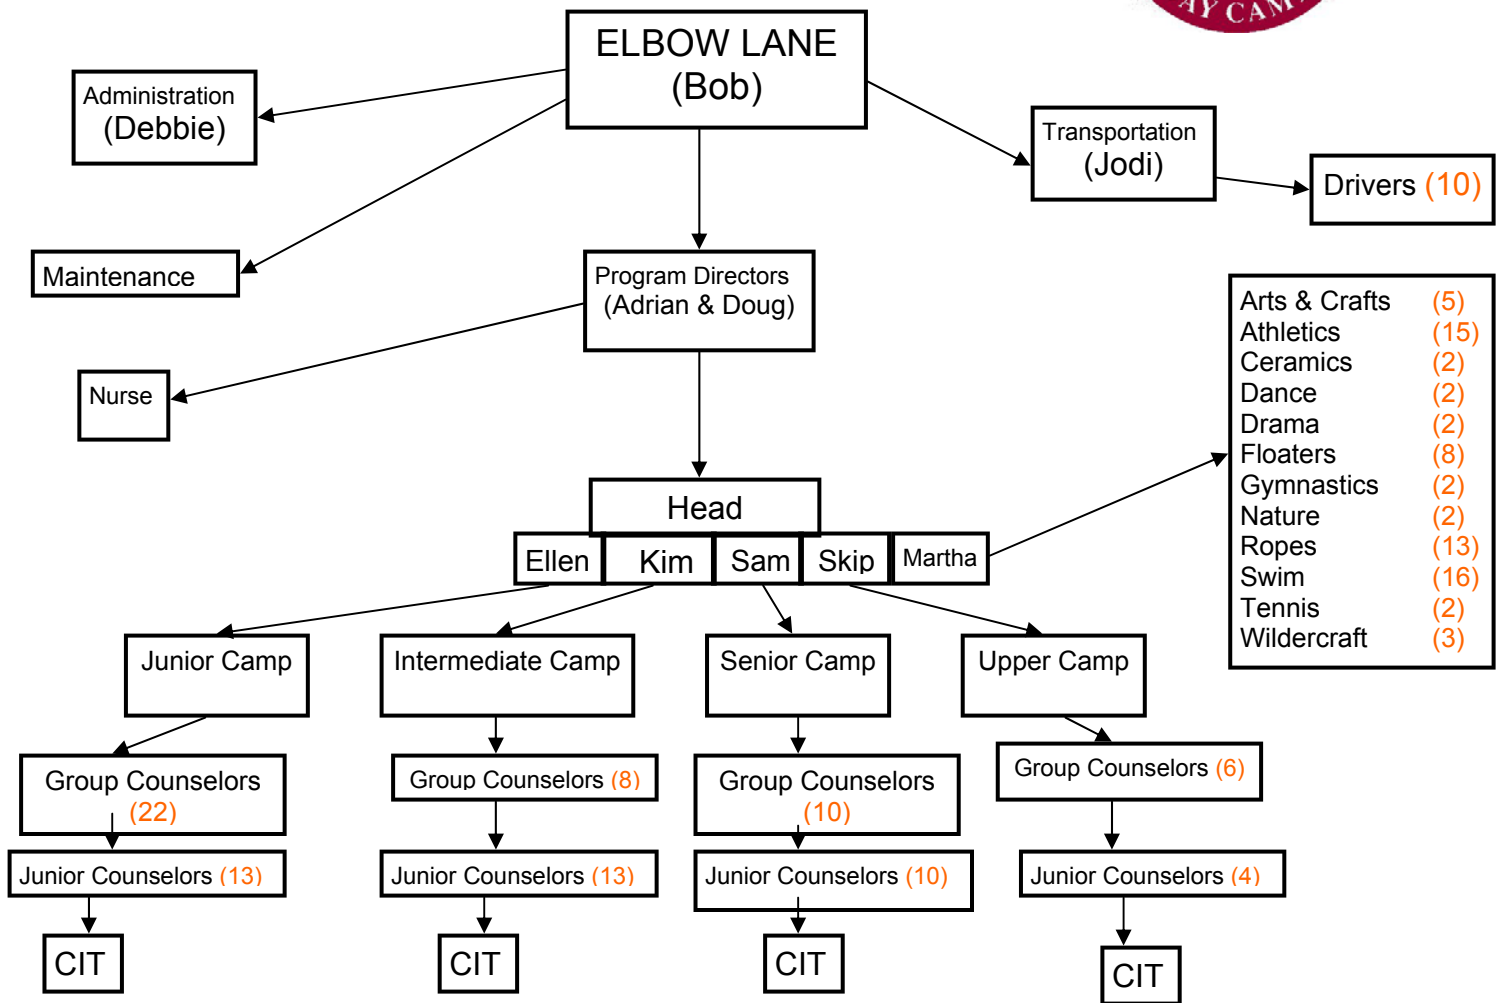 AY CAM
ELBOW LANE
(Bob)
Administration
(Debbie)
Transportation
(Jodi)
Drivers (10)
Maintenance
Program Directors
(Adrian & Doug)
Nurse
Arts & Crafts (5)
Athletics (15)
Ceramics (2)
Dance (2)
Drama (2)
Floaters (8)
Gymnastics (2)
Nature (2)
Ropes (13)
Swim (16)
Tennis (2)
Wildercraft (3)
Head
Ellen
Kim
Sam
Skip
Martha
Junior Camp
Intermediate Camp
Senior Camp
Upper Camp
Group Counselors
(22)
Group Counselors (8)
Group Counselors
(10)
Group Counselors (6)
Junior Counselors (13)
Junior Counselors (13)
Junior Counselors (10)
Junior Counselors (4)
CIT
CIT
CIT
CIT